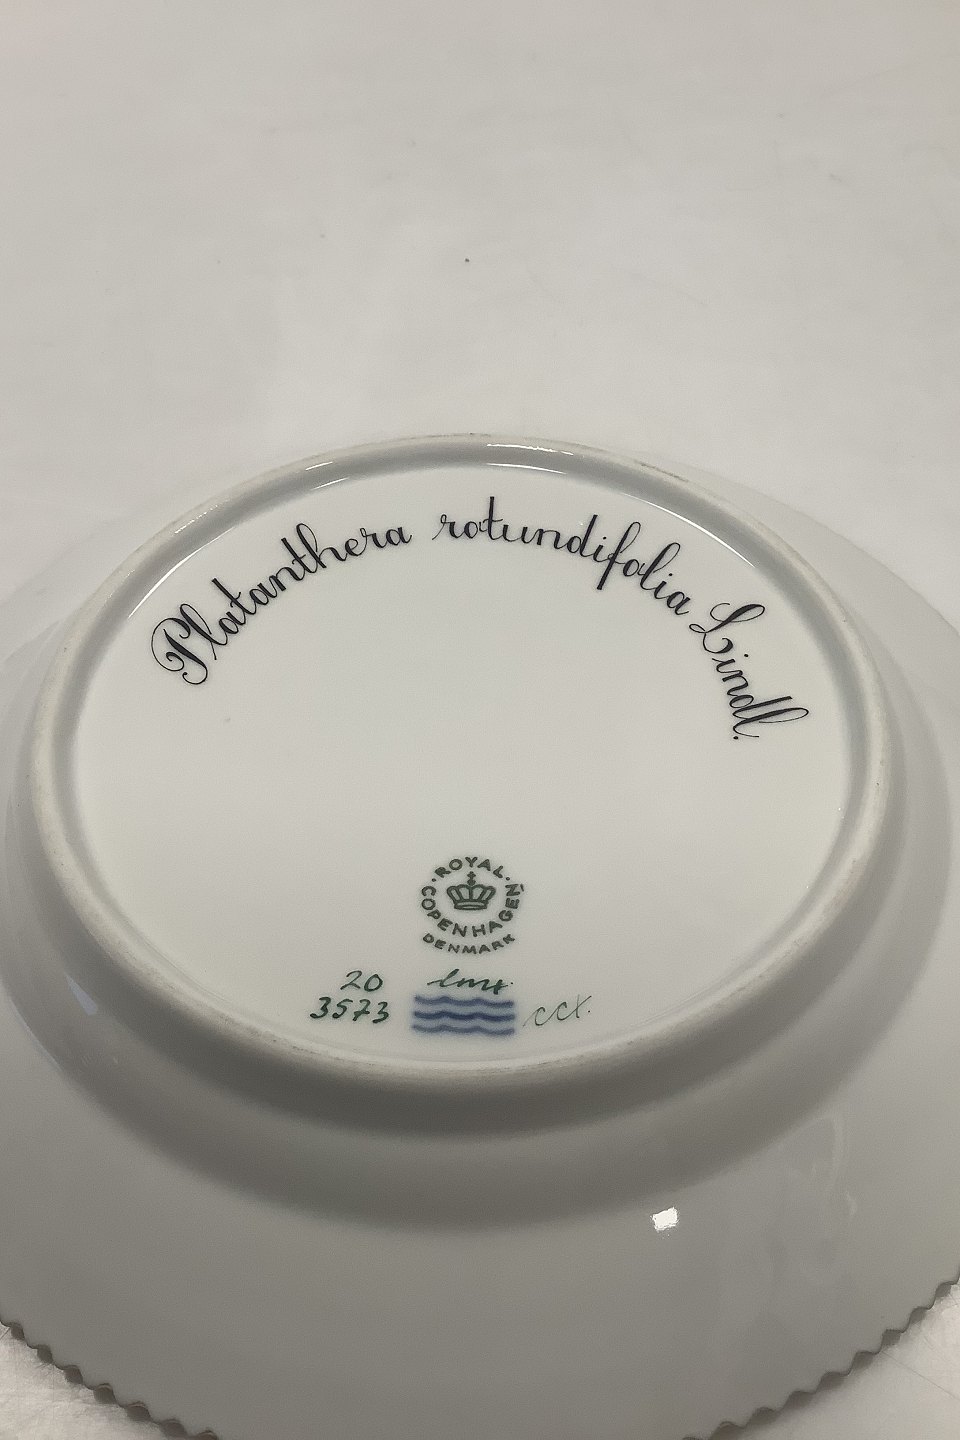 Platanthera rotundifolia Lindl.
ROYAL
COPENHAGEN
DENMARK
20
3573